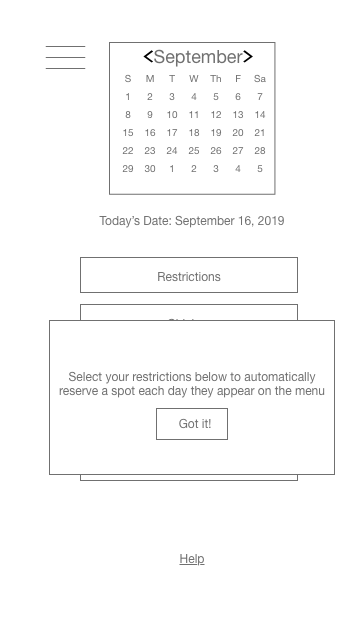 <September>
S M T W Th F Sa
1 2 3 4 5 6 7
8 9 10 11 12 13 14
15 16 17 18 19 20 21
22 23 24 25 26 27 28
29 30 1 2 3 4 5
Today's Date: September 16, 2019
Restrictions
Select your restrictions below to automatically
reserve a spot each day they appear on the menu
Got it!
Help